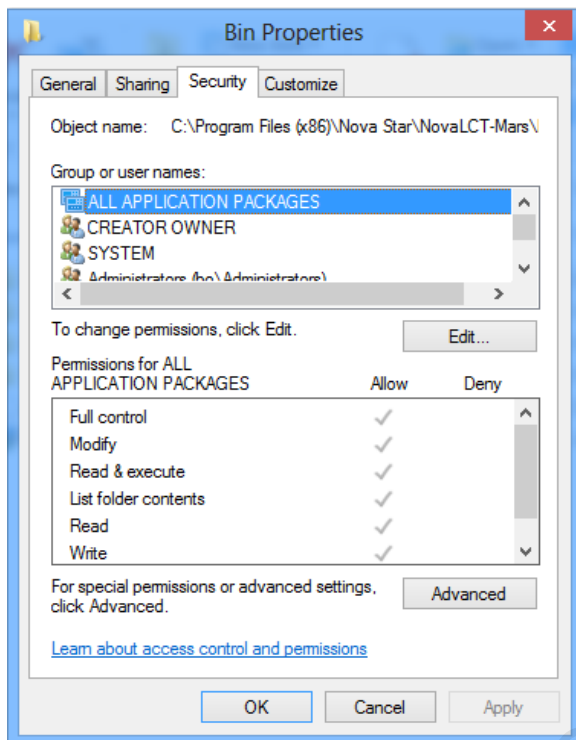 Bin Properties
General Sharing Security Customize
Object name: C:\Program Files (x86)\Nova Star\NovaLCT-Mars\
Group or user names:
ALL APPLICATION PACKAGES
CREATOR OWNER
SYSTEM
Administrators (bo\Administrators)
To change permissions, click Edit.
Edit...
Permissions for ALL
APPLICATION PACKAGES Allow Deny
Full control
Modify
Read & execute
List folder contents
Read
Write
For special permissions or advanced settings,
click Advanced.
Advanced
Learn about access control and permissions
OK Cancel Apply